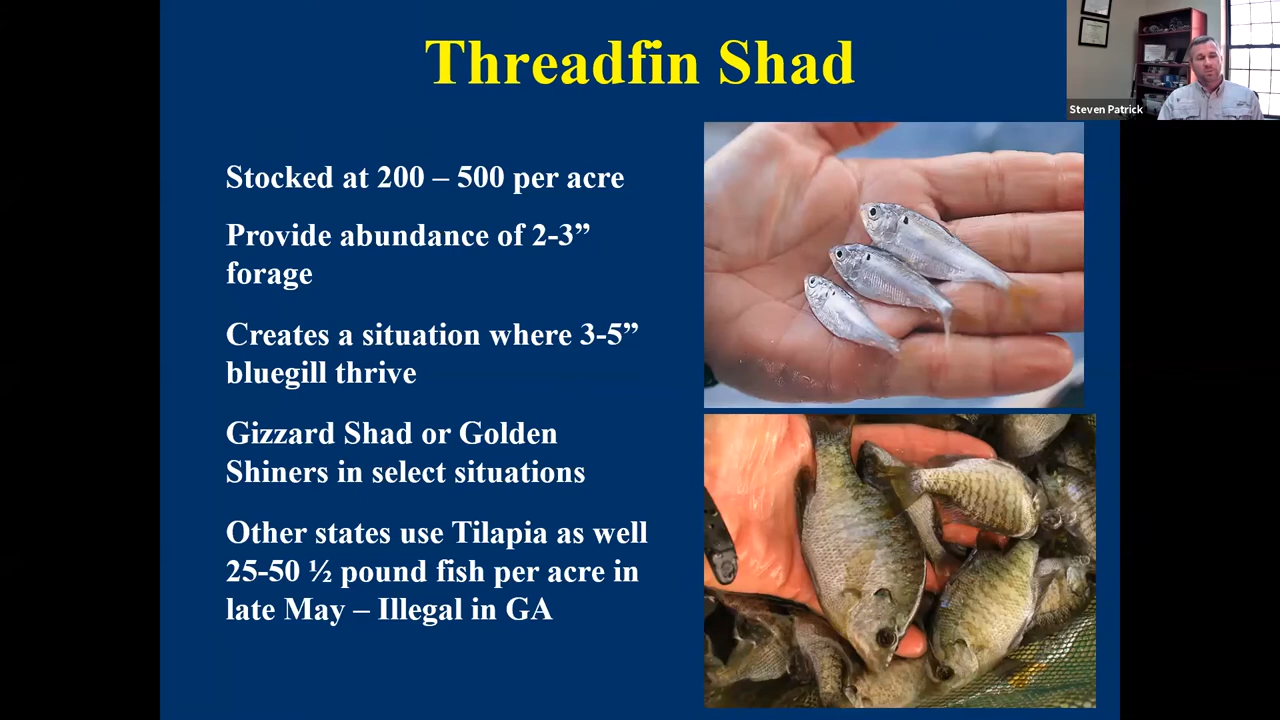 Threadfin Shad
Steven Patrick
Stocked at 200 – 500 per acre
Provide abundance of 2-3”
forage
Creates a situation where 3-5”
bluegill thrive
Gizzard Shad or Golden
Shiners in select situations
Other states use Tilapia as well
25-50 ½ pound fish per acre in
late May – Illegal in GA